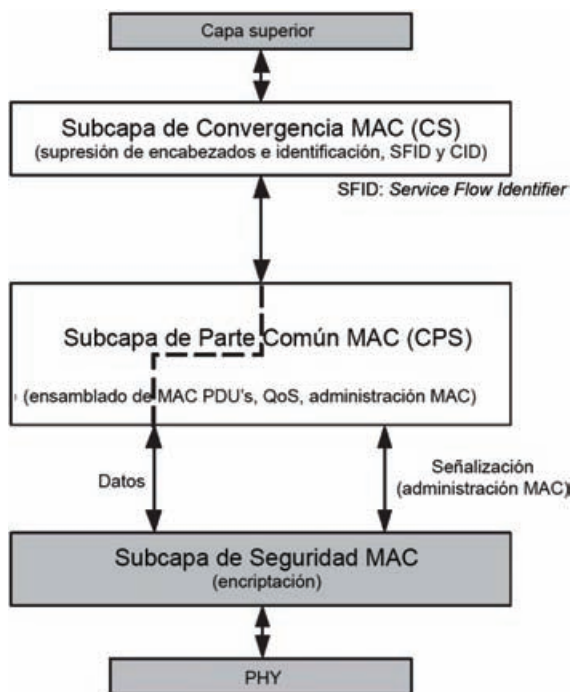 Capa superior
Subcapa de Convergencia MAC (CS)
(supresión de encabezados e identificación, SFID y CID)
SFID: Service Flow Identifier
Subcapa de Parte Común MAC (CPS)
(ensamblado de MAC PDU's, QoS, administración MAC)
Datos
Señalización
(administración MAC)
Subcapa de Seguridad MAC
(encriptación)
PHY